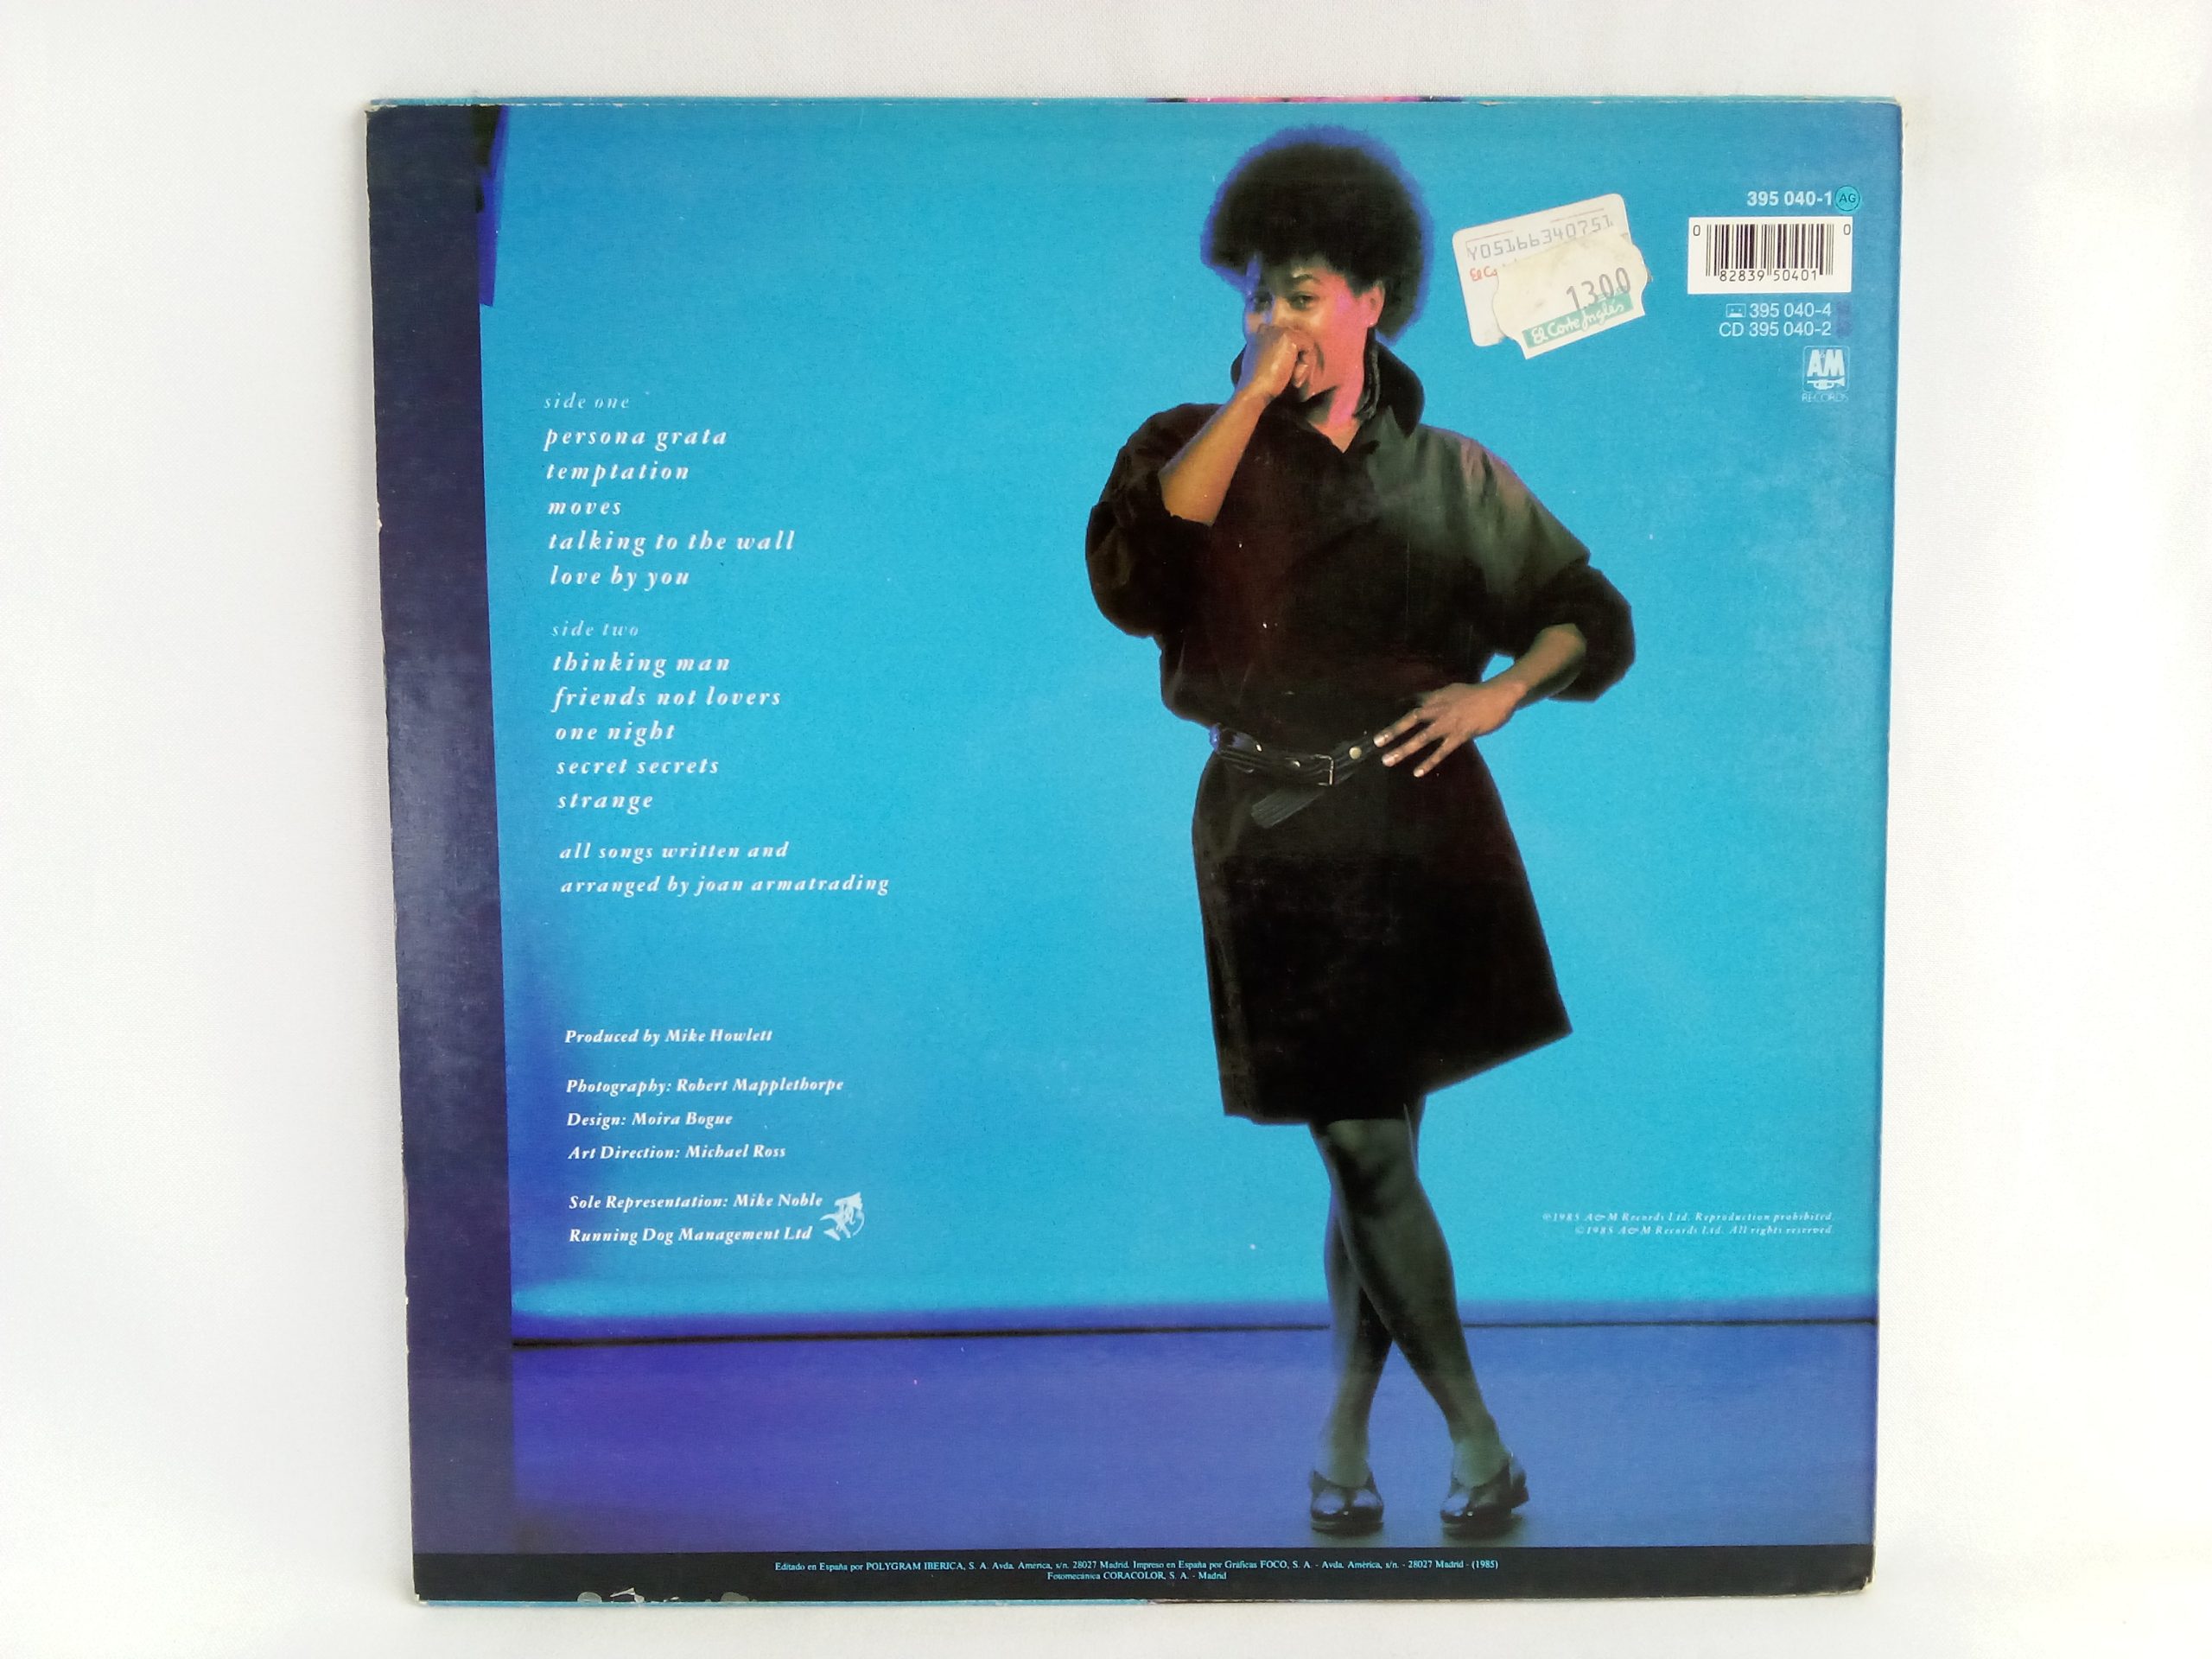 395 040-1 AG
0 82839 50401 0
395 040-4
CD 395 040-2
A&M
RECORDS
Y05166340751
1300
El Corte Inglés
side one
persona grata
temptation
moves
talking to the wall
love by you
side two
thinking man
friends not lovers
one night
secret secrets
strange
all songs written and
arranged by joan armatrading
Produced by Mike Howlett
Photography: Robert Mapplethorpe
Design: Moira Bogue
Art Direction: Michael Ross
Sole Representation: Mike Noble
Running Dog Management Ltd
℗1985 A&M Records Ltd. Reproduction prohibited.
©1985 A&M Records Ltd. All rights reserved.
Editado en España por POLYGRAM IBERICA, S. A. Avda. America, s/n. 28027 Madrid. Impreso en España por Gráficas FOCO, S. A. - Avda. América, s/n. - 28027 Madrid - (1985)
Fotomecánica CORACOLOR, S. A. - Madrid